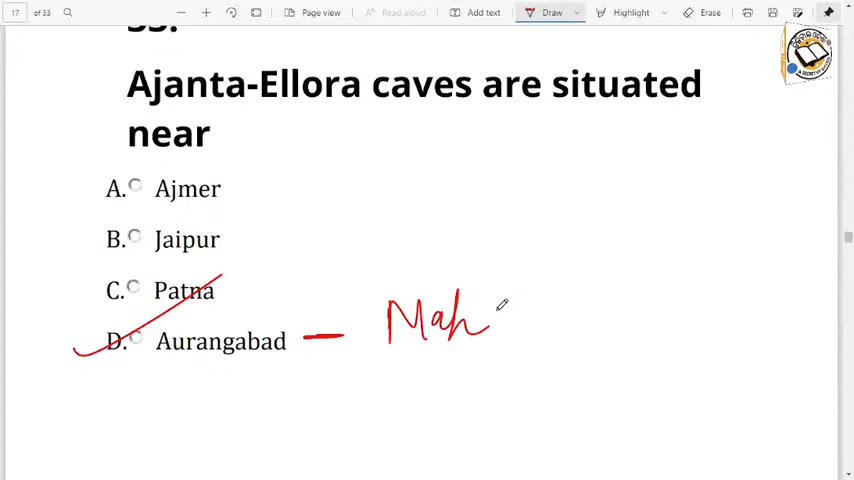 17 of 33 Page view Read aloud Add text Draw Highlight Erase
33.
Ajanta-Ellora caves are situated
near
A. Ajmer
B. Jaipur
C. Patna
D. Aurangabad – Mah